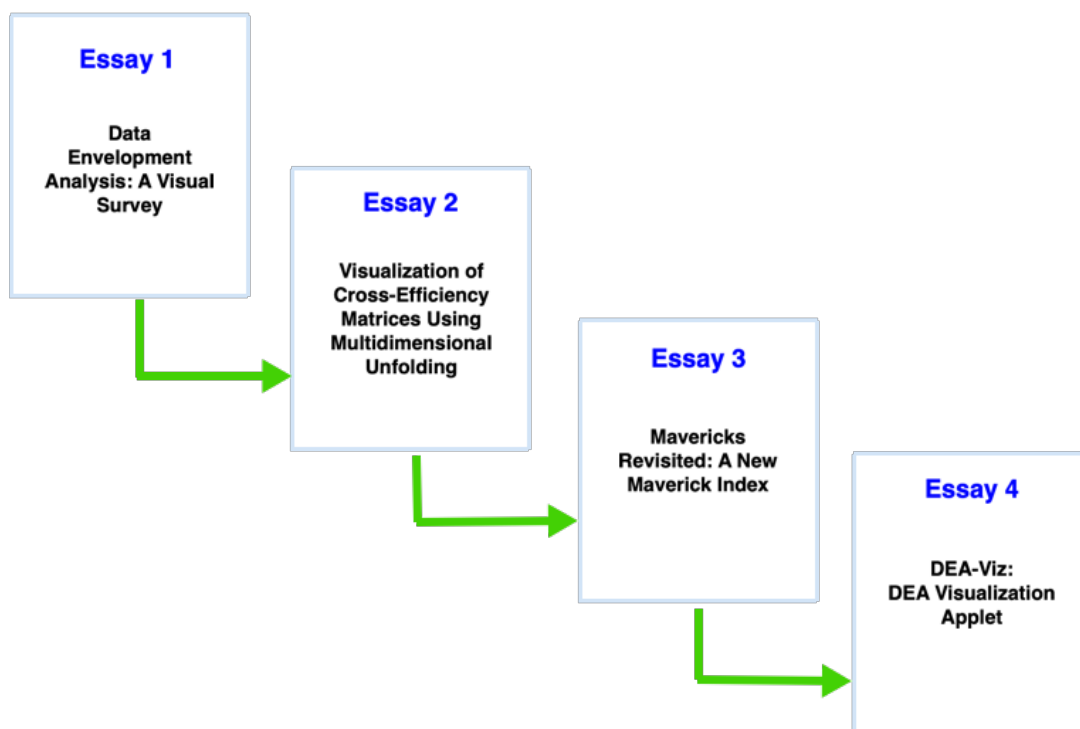 Essay 1
Data
Envelopment
Analysis: A Visual
Survey
Essay 2
Visualization of
Cross-Efficiency
Matrices Using
Multidimensional
Unfolding
Essay 3
Mavericks
Revisited: A New
Maverick Index
Essay 4
DEA-Viz:
DEA Visualization
Applet